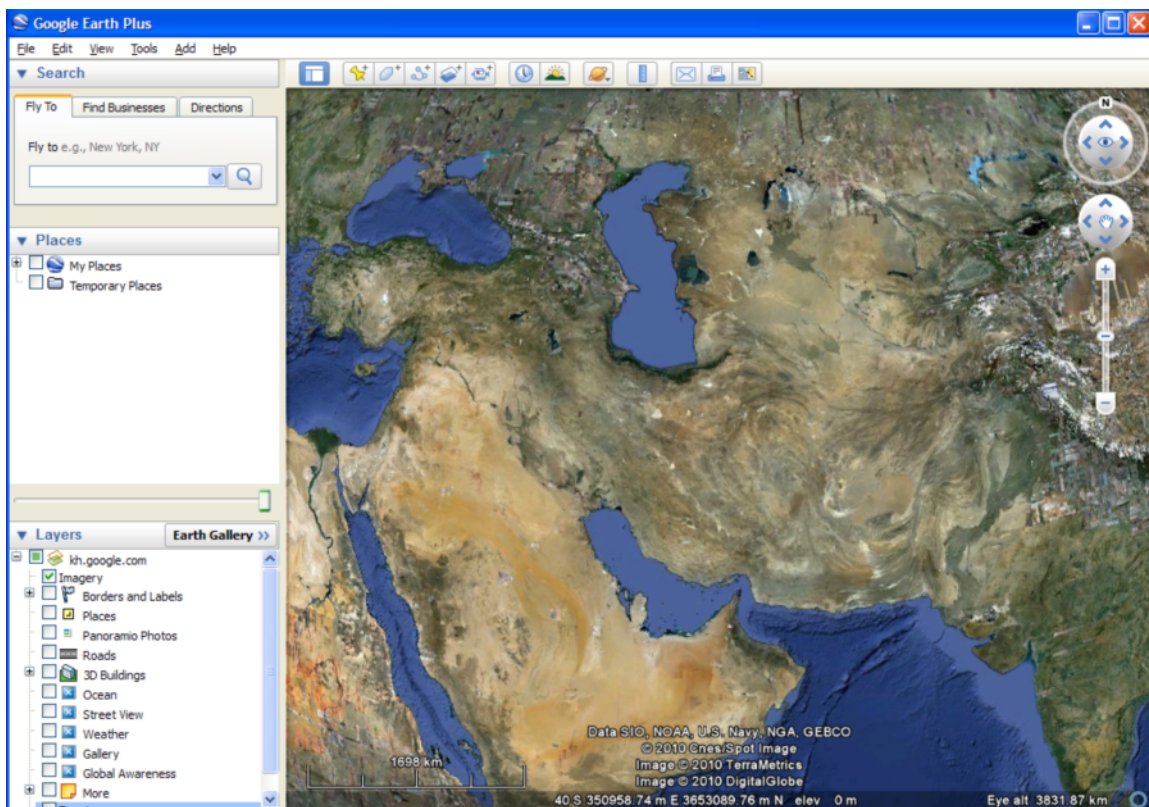 Google Earth Plus
File Edit View Tools Add Help
Search
Fly To Find Businesses Directions
Fly to e.g., New York, NY
Places
My Places
Temporary Places
Layers Earth Gallery >>
kh.google.com
Imagery
Borders and Labels
Places
Panoramio Photos
Roads
3D Buildings
Ocean
Street View
Weather
Gallery
Global Awareness
More
N
Data SIO, NOAA, U.S. Navy, NGA, GEBCO
© 2010 Cnes/Spot Image
Image © 2010 TerraMetrics
Image © 2010 DigitalGlobe
1698 km
40 S 350958.74 m E 3653089.76 m N elev 0 m Eye alt 3831.87 km